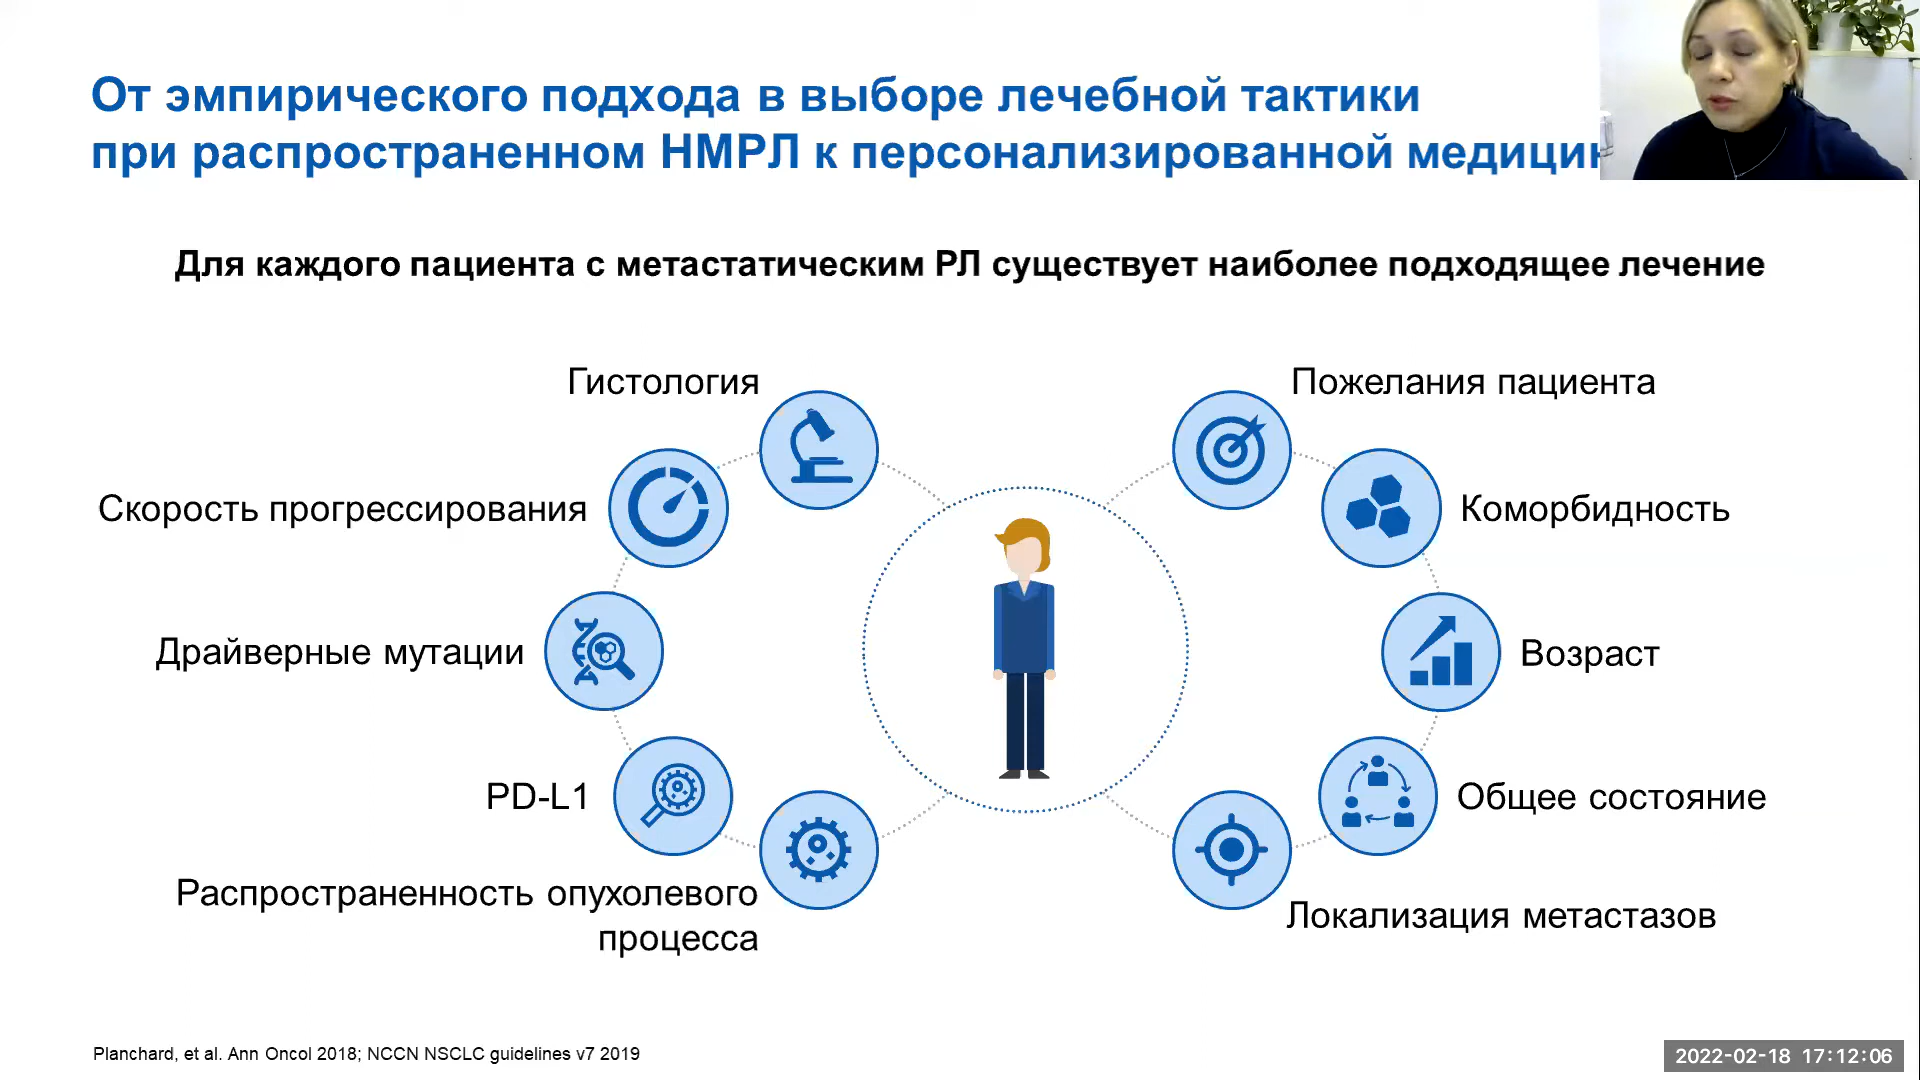 От эмпирического подхода в выборе лечебной тактики
при распространенном НМРЛ к персонализированной
Для каждого пациента с метастатическим РЛ существует наиболее подходящее лечение
Гистология
Скорость прогрессирования
Драйверные мутации
PD-L1
Распространенность опухолевого
процесса
Пожелания пациента
Коморбидность
Возраст
Общее состояние
Локализация метастазов
Planchard, et al. Ann Oncol 2018; NCCN NSCLC guidelines v7 2019
2022-02-18 17:12:06